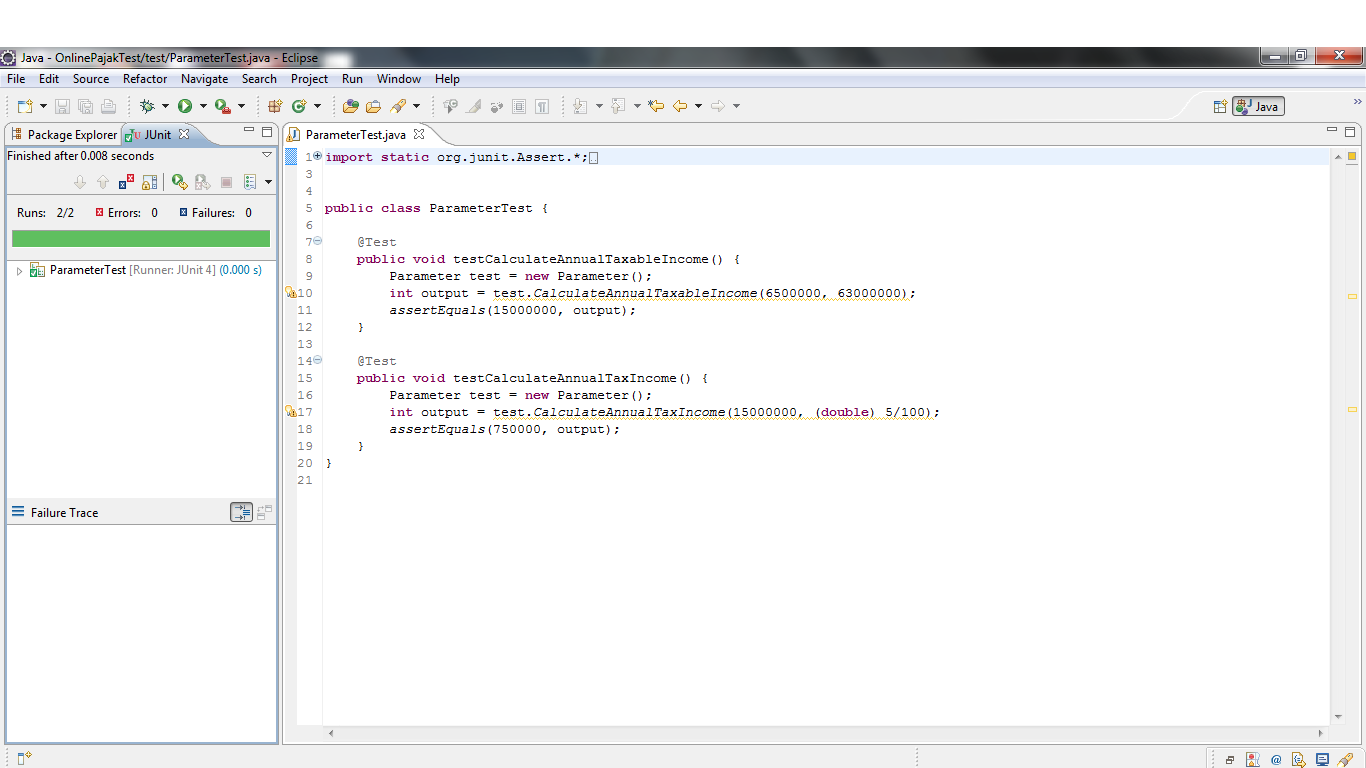 Java - OnlinePajakTest/test/ParameterTest.java - Eclipse
File Edit Source Refactor Navigate Search Project Run Window Help
Java
Package Explorer JUnit
Finished after 0.008 seconds
Runs: 2/2 Errors: 0 Failures: 0
ParameterTest [Runner: JUnit 4] (0.000 s)
Failure Trace
ParameterTest.java
1 import static org.junit.Assert.*;
3
4
5 public class ParameterTest {
6
7 @Test
8 public void testCalculateAnnualTaxableIncome() {
9 Parameter test = new Parameter();
10 int output = test.CalculateAnnualTaxableIncome(6500000, 63000000);
11 assertEquals(15000000, output);
12 }
13
14 @Test
15 public void testCalculateAnnualTaxIncome() {
16 Parameter test = new Parameter();
17 int output = test.CalculateAnnualTaxIncome(15000000, (double) 5/100);
18 assertEquals(750000, output);
19 }
20 }
21